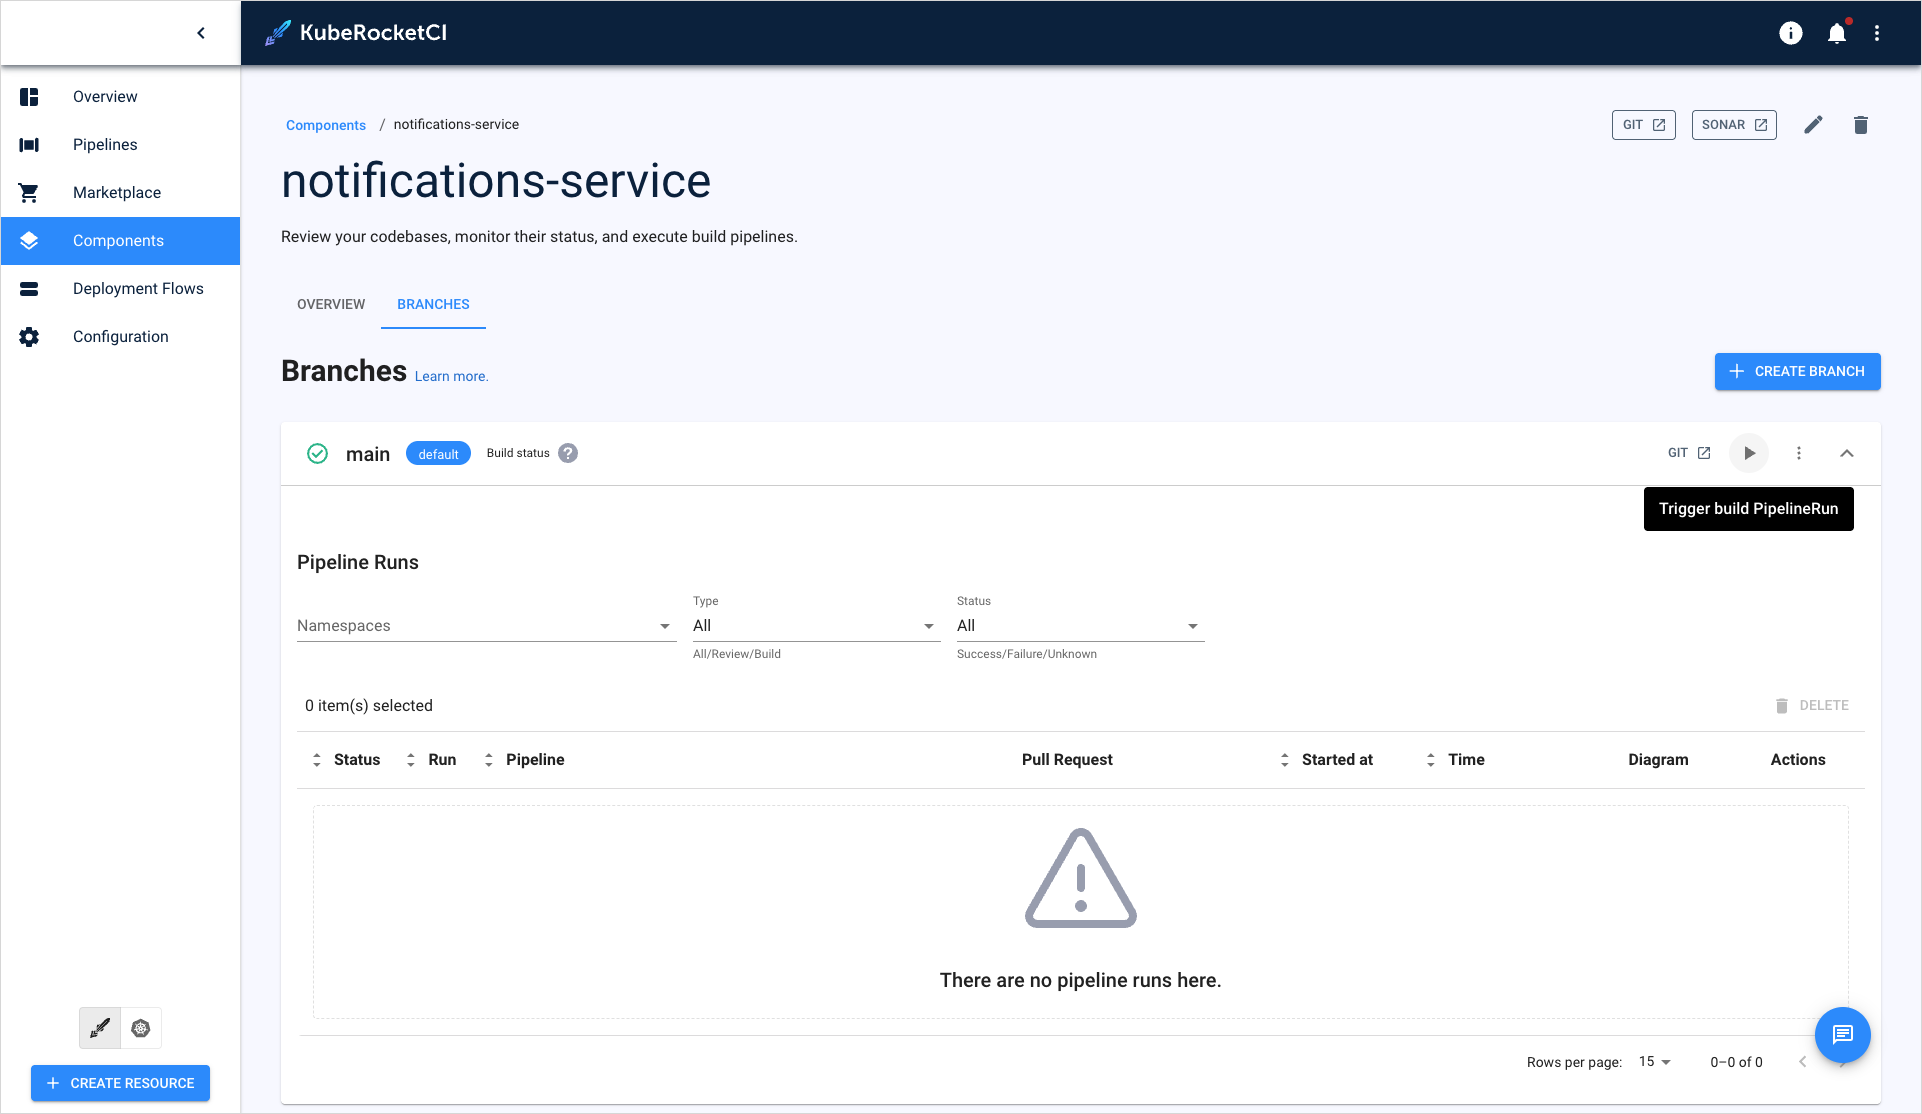 KubeRocketCI
Overview
Pipelines
Marketplace
Components
Deployment Flows
Configuration
CREATE RESOURCE
Components / notifications-service
GIT
SONAR
notifications-service
Review your codebases, monitor their status, and execute build pipelines.
OVERVIEW
BRANCHES
Branches Learn more.
CREATE BRANCH
main default Build status ?
GIT
Trigger build PipelineRun
Pipeline Runs
Namespaces
Type
All
All/Review/Build
Status
All
Success/Failure/Unknown
0 item(s) selected
DELETE
Status Run Pipeline Pull Request Started at Time Diagram Actions
There are no pipeline runs here.
Rows per page: 15 0–0 of 0